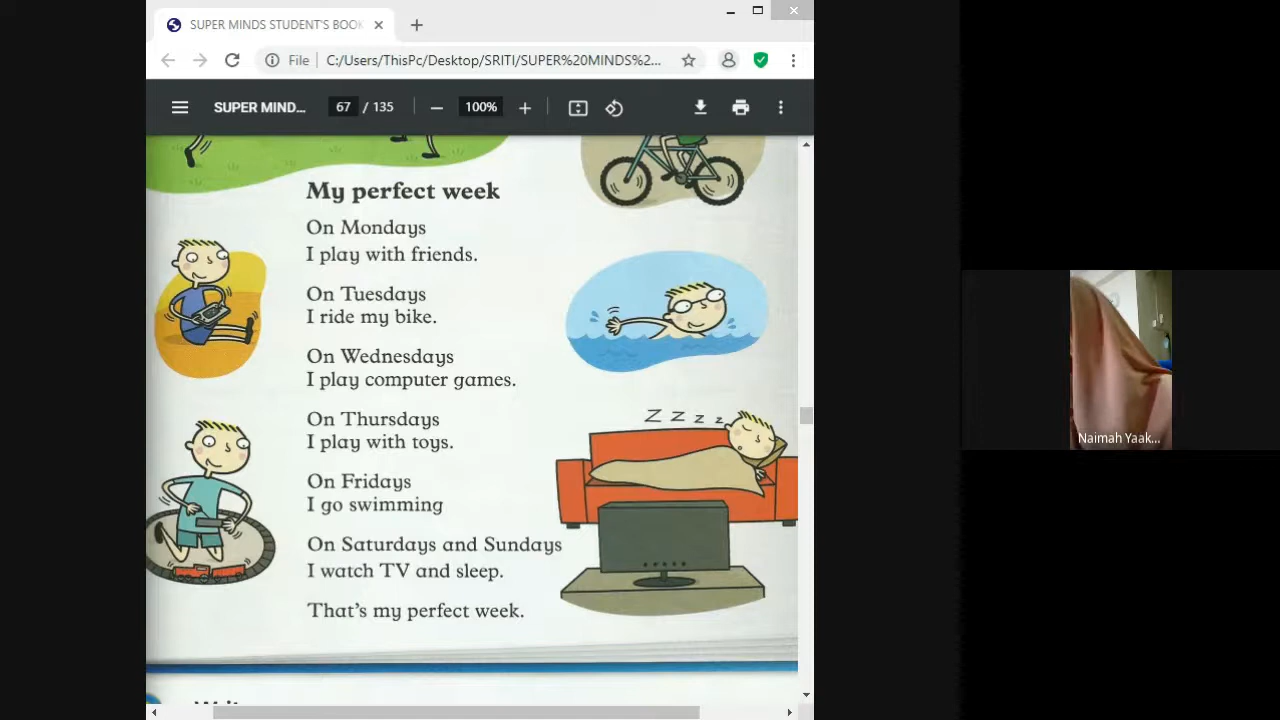 SUPER MINDS STUDENT'S BOOK
File
C:/Users/ThisPc/Desktop/SRITI/SUPER%20MINDS%2...
SUPER MIND...
67 / 135
100%
My perfect week
On Mondays
I play with friends.
On Tuesdays
I ride my bike.
On Wednesdays
I play computer games.
On Thursdays
I play with toys.
On Fridays
I go swimming
On Saturdays and Sundays
I watch TV and sleep.
That's my perfect week.
Z Z Z z
Naimah Yaak...